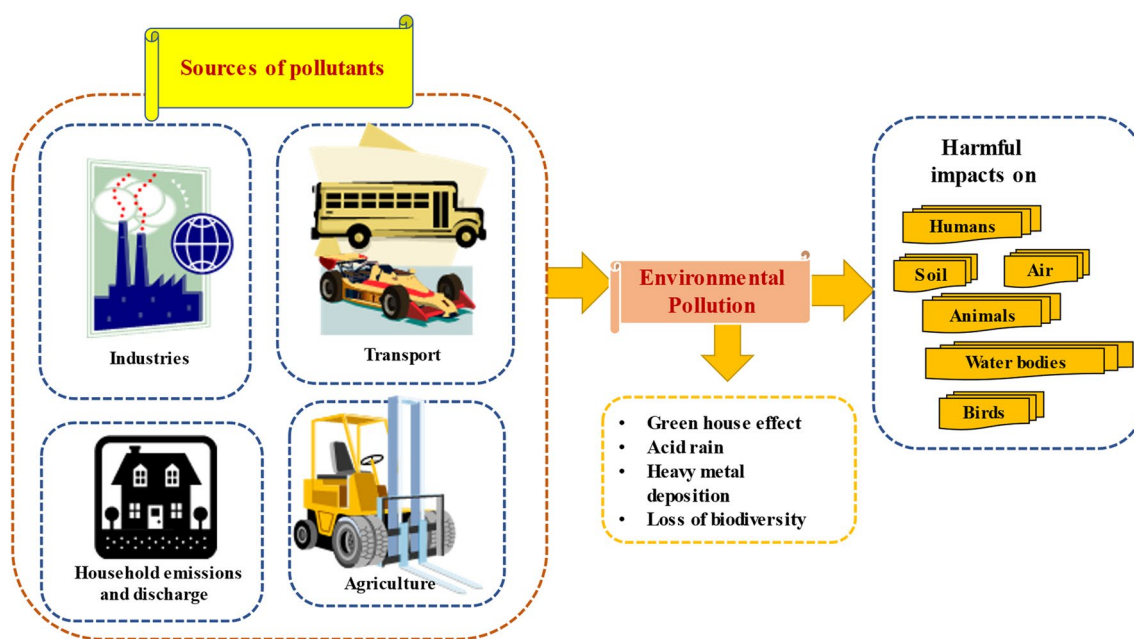 Sources of pollutants
Industries
Transport
Household emissions
and discharge
Agriculture
Environmental
Pollution
• Green house effect
• Acid rain
• Heavy metal
deposition
• Loss of biodiversity
Harmful
impacts on
Humans
Soil
Air
Animals
Water bodies
Birds